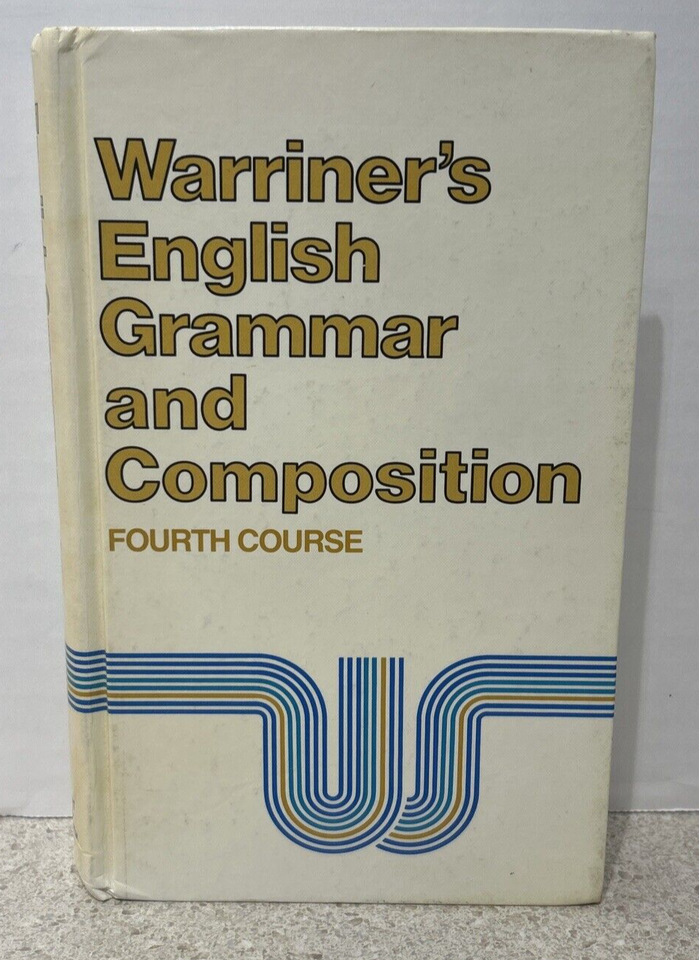 Warriner's
English
Grammar
and
Composition
FOURTH COURSE